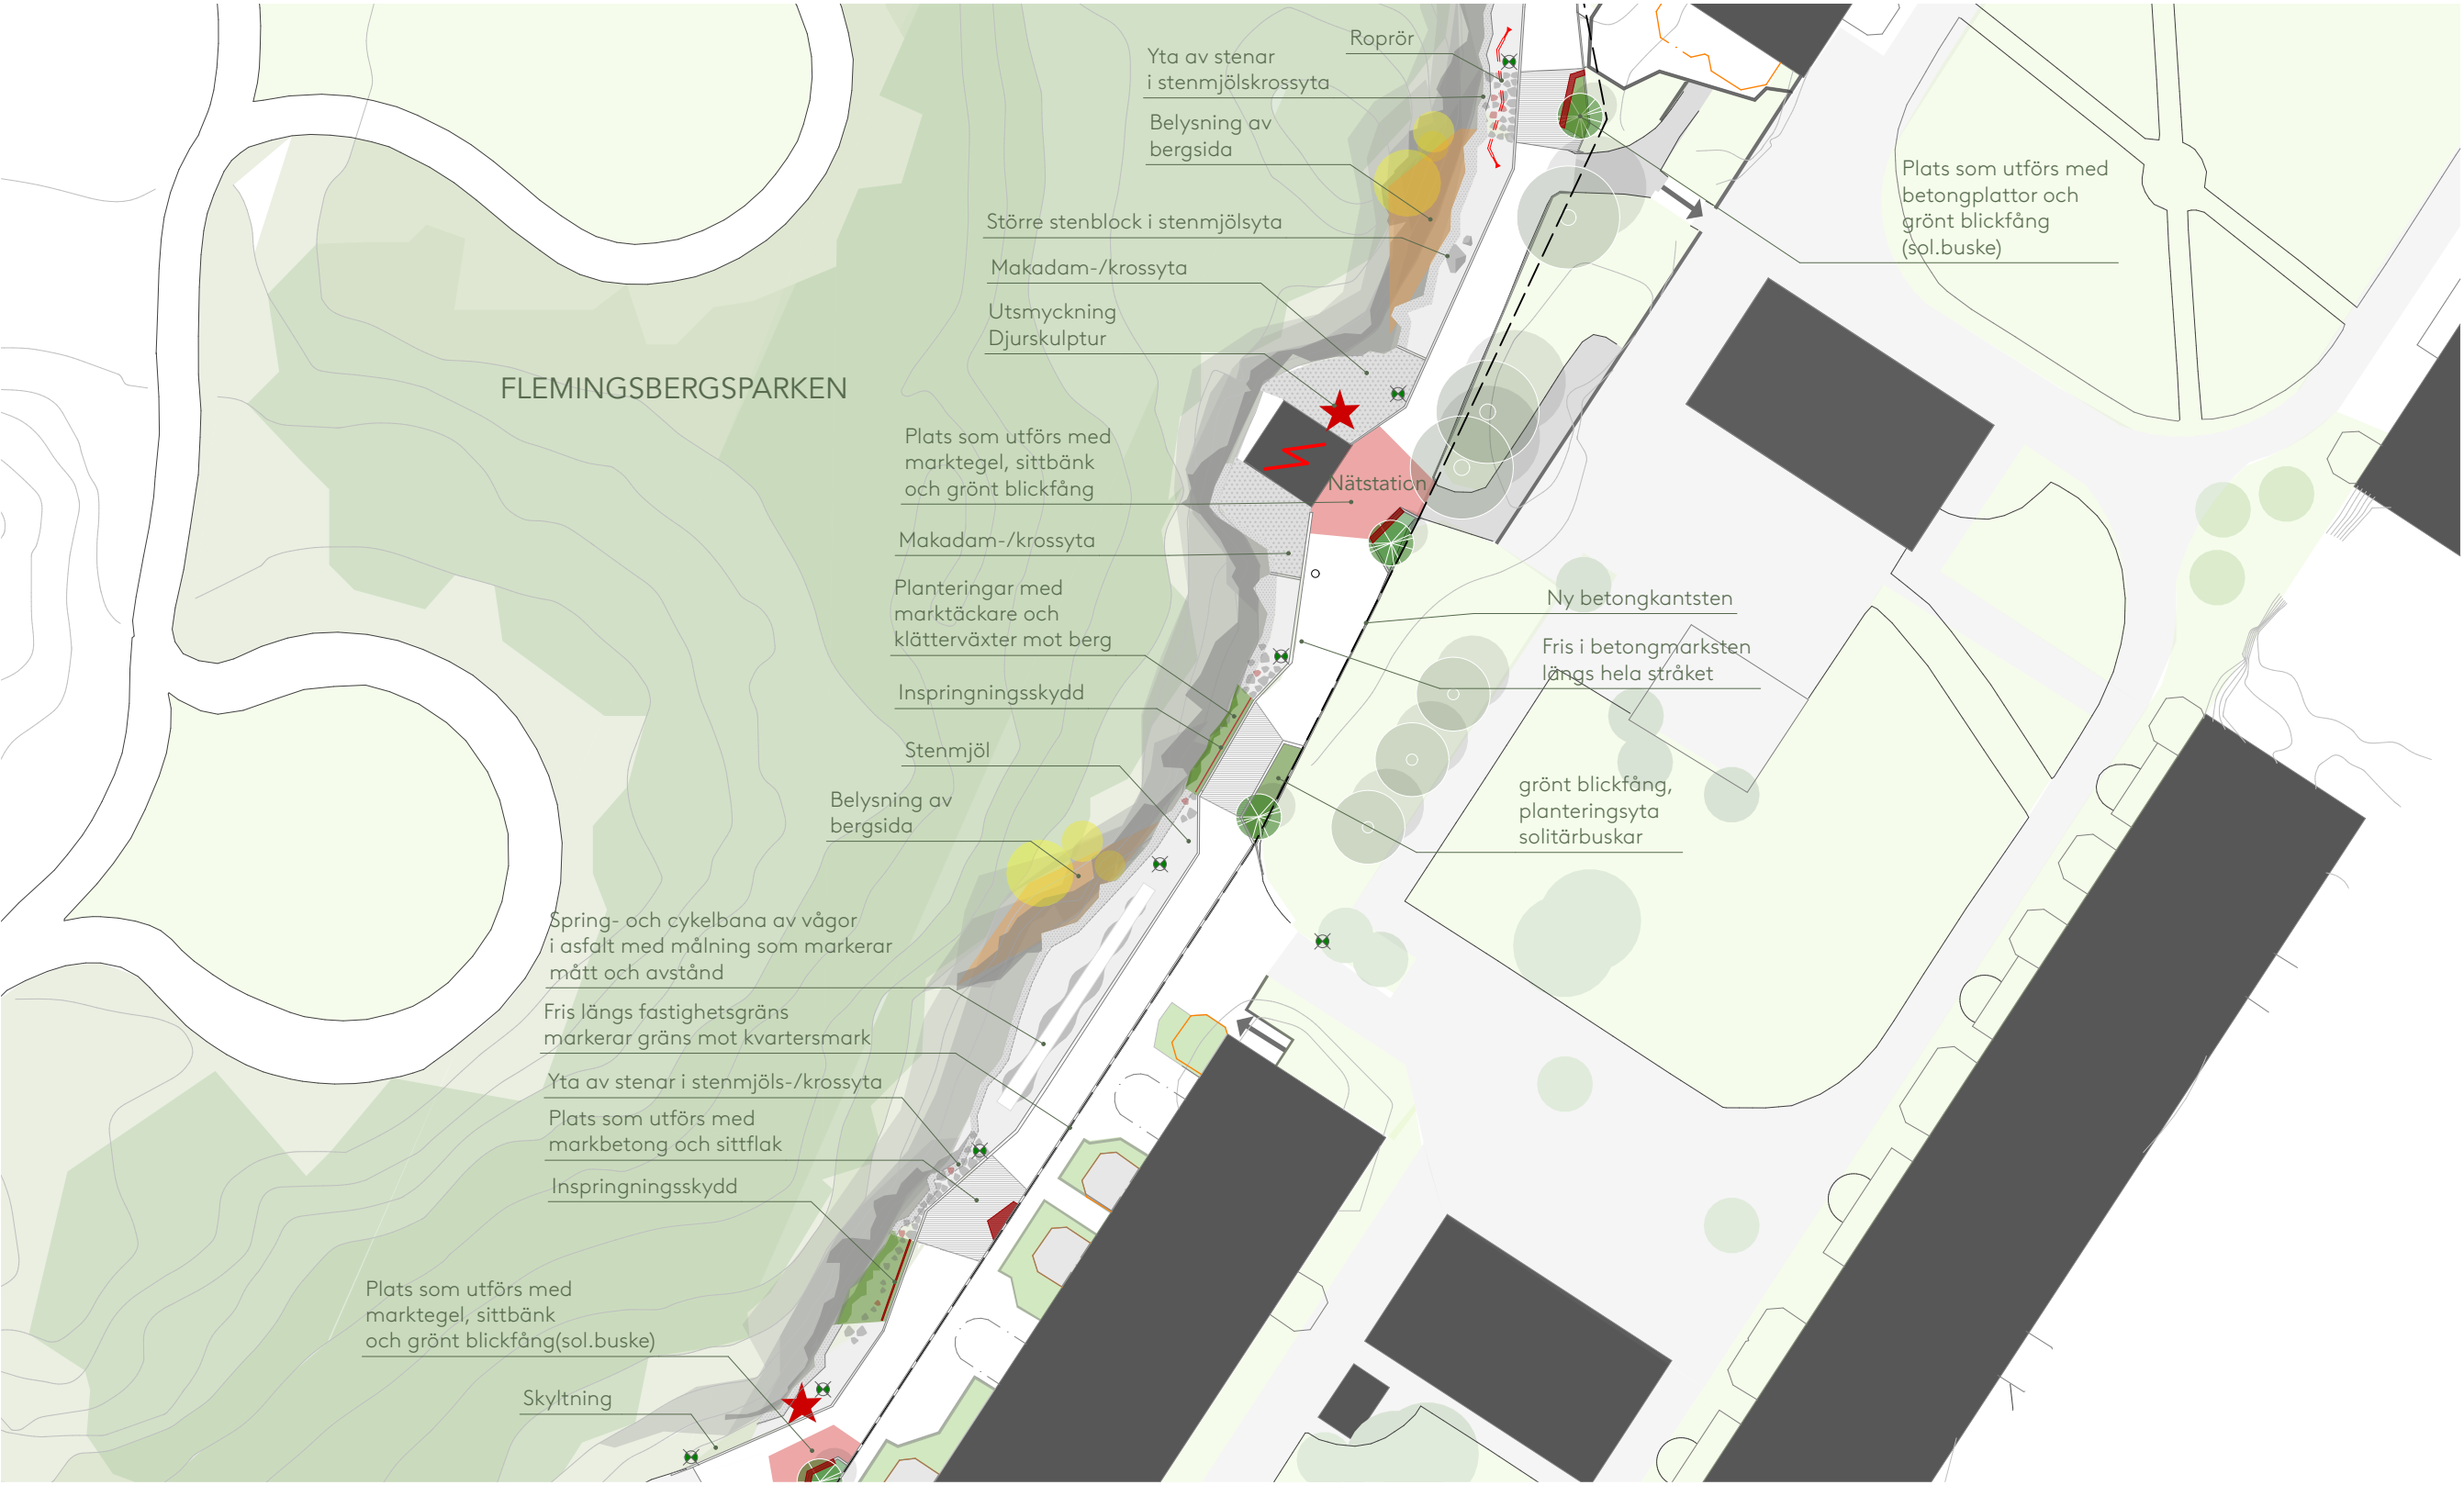 Roprör
Yta av stenar
i stenmjölskrossyta
Belysning av
bergsida
Plats som utförs med
betongplattor och
grönt blickfång
(sol.buske)
Större stenblock i stenmjölsyta
Makadam-/krossyta
Utsmyckning
Djurskulptur
FLEMINGSBERGSPARKEN
Plats som utförs med
marktegel, sittbänk
och grönt blickfång
Nätstation
Makadam-/krossyta
Planteringar med
marktäckare och
klätterväxter mot berg
Ny betongkantsten
Fris i betongmarksten
längs hela stråket
Inspringningsskydd
Stenmjöl
grönt blickfång,
planteringsyta
solitärbuskar
Belysning av
bergsida
Spring- och cykelbana av vågor
i asfalt med målning som markerar
mått och avstånd
Fris längs fastighetsgräns
markerar gräns mot kvartersmark
Yta av stenar i stenmjöls-/krossyta
Plats som utförs med
markbetong och sittflak
Inspringningsskydd
Plats som utförs med
marktegel, sittbänk
och grönt blickfång(sol.buske)
Skyltning